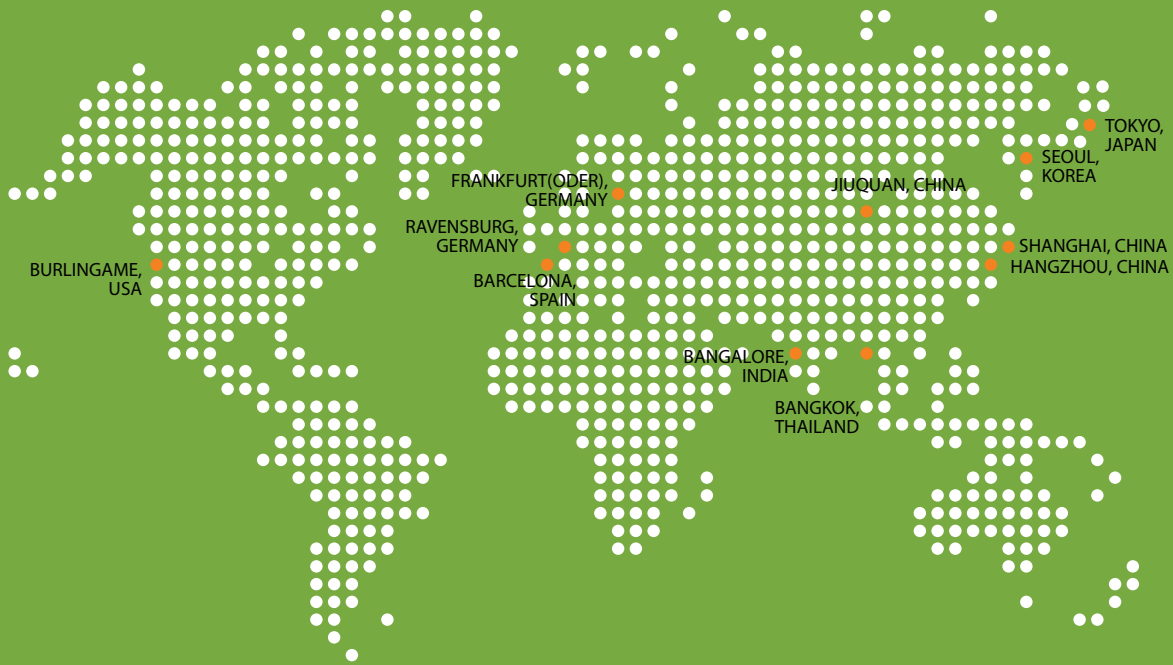 TOKYO,
JAPAN
SEOUL,
KOREA
FRANKFURT(ODER),
GERMANY
JIUQUAN, CHINA
RAVENSBURG,
GERMANY
SHANGHAI, CHINA
BURLINGAME,
USA
HANGZHOU, CHINA
BARCELONA,
SPAIN
BANGALORE,
INDIA
BANGKOK,
THAILAND